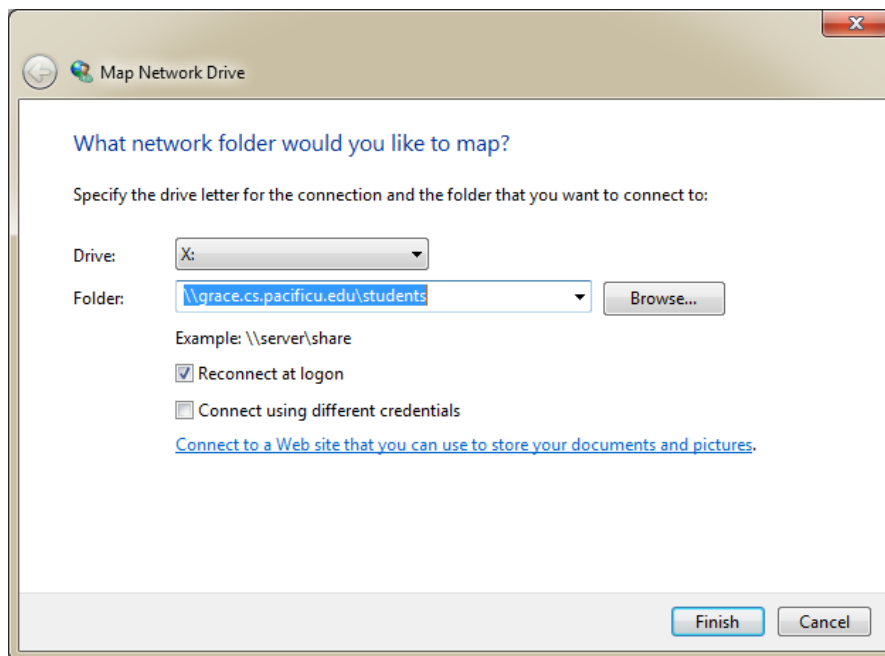 Map Network Drive
What network folder would you like to map?
Specify the drive letter for the connection and the folder that you want to connect to:
Drive: X:
Folder: \\grace.cs.pacificu.edu\students Browse...
Example: \\server\share
Reconnect at logon
Connect using different credentials
Connect to a Web site that you can use to store your documents and pictures.
Finish Cancel